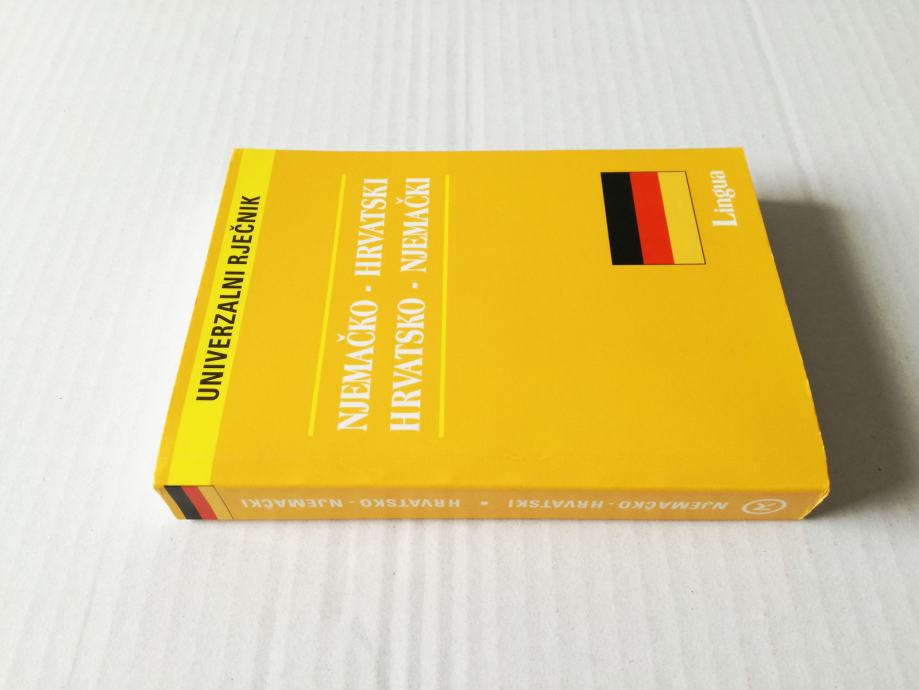 UNIVERZALNI RJEČNIK
NJEMAČKO · HRVATSKI
HRVATSKO · NJEMAČKI
Lingua
NJEMAČKO - HRVATSKI • HRVATSKO - NJEMAČKI